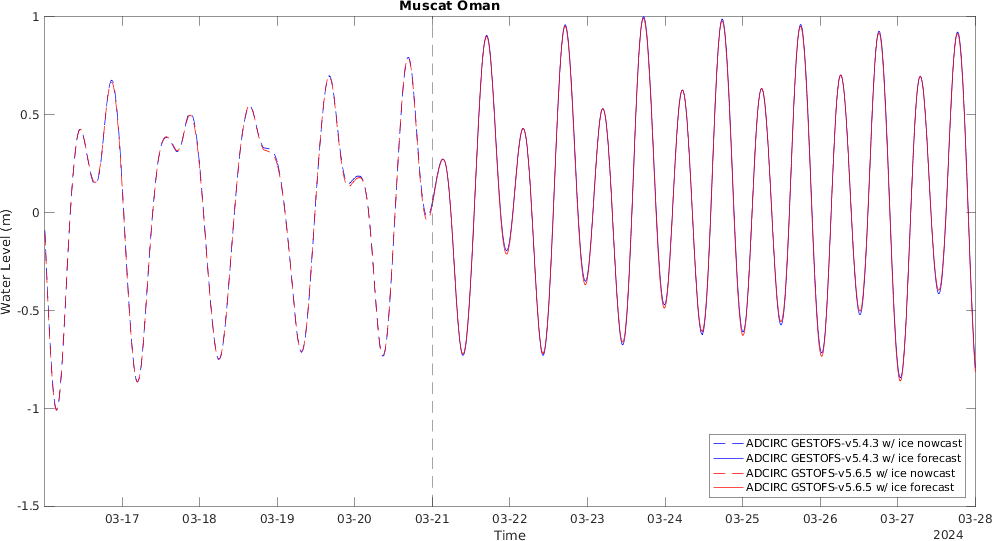 Muscat Oman
1
0.5
0
-0.5
-1
-1.5
Water Level (m)
03-17
03-18
03-19
03-20
03-21
03-22
03-23
03-24
03-25
03-26
03-27
03-28
Time
2024
ADCIRC GESTOFS-v5.4.3 w/ ice nowcast
ADCIRC GESTOFS-v5.4.3 w/ ice forecast
ADCIRC GSTOFS-v5.6.5 w/ ice nowcast
ADCIRC GSTOFS-v5.6.5 w/ ice forecast